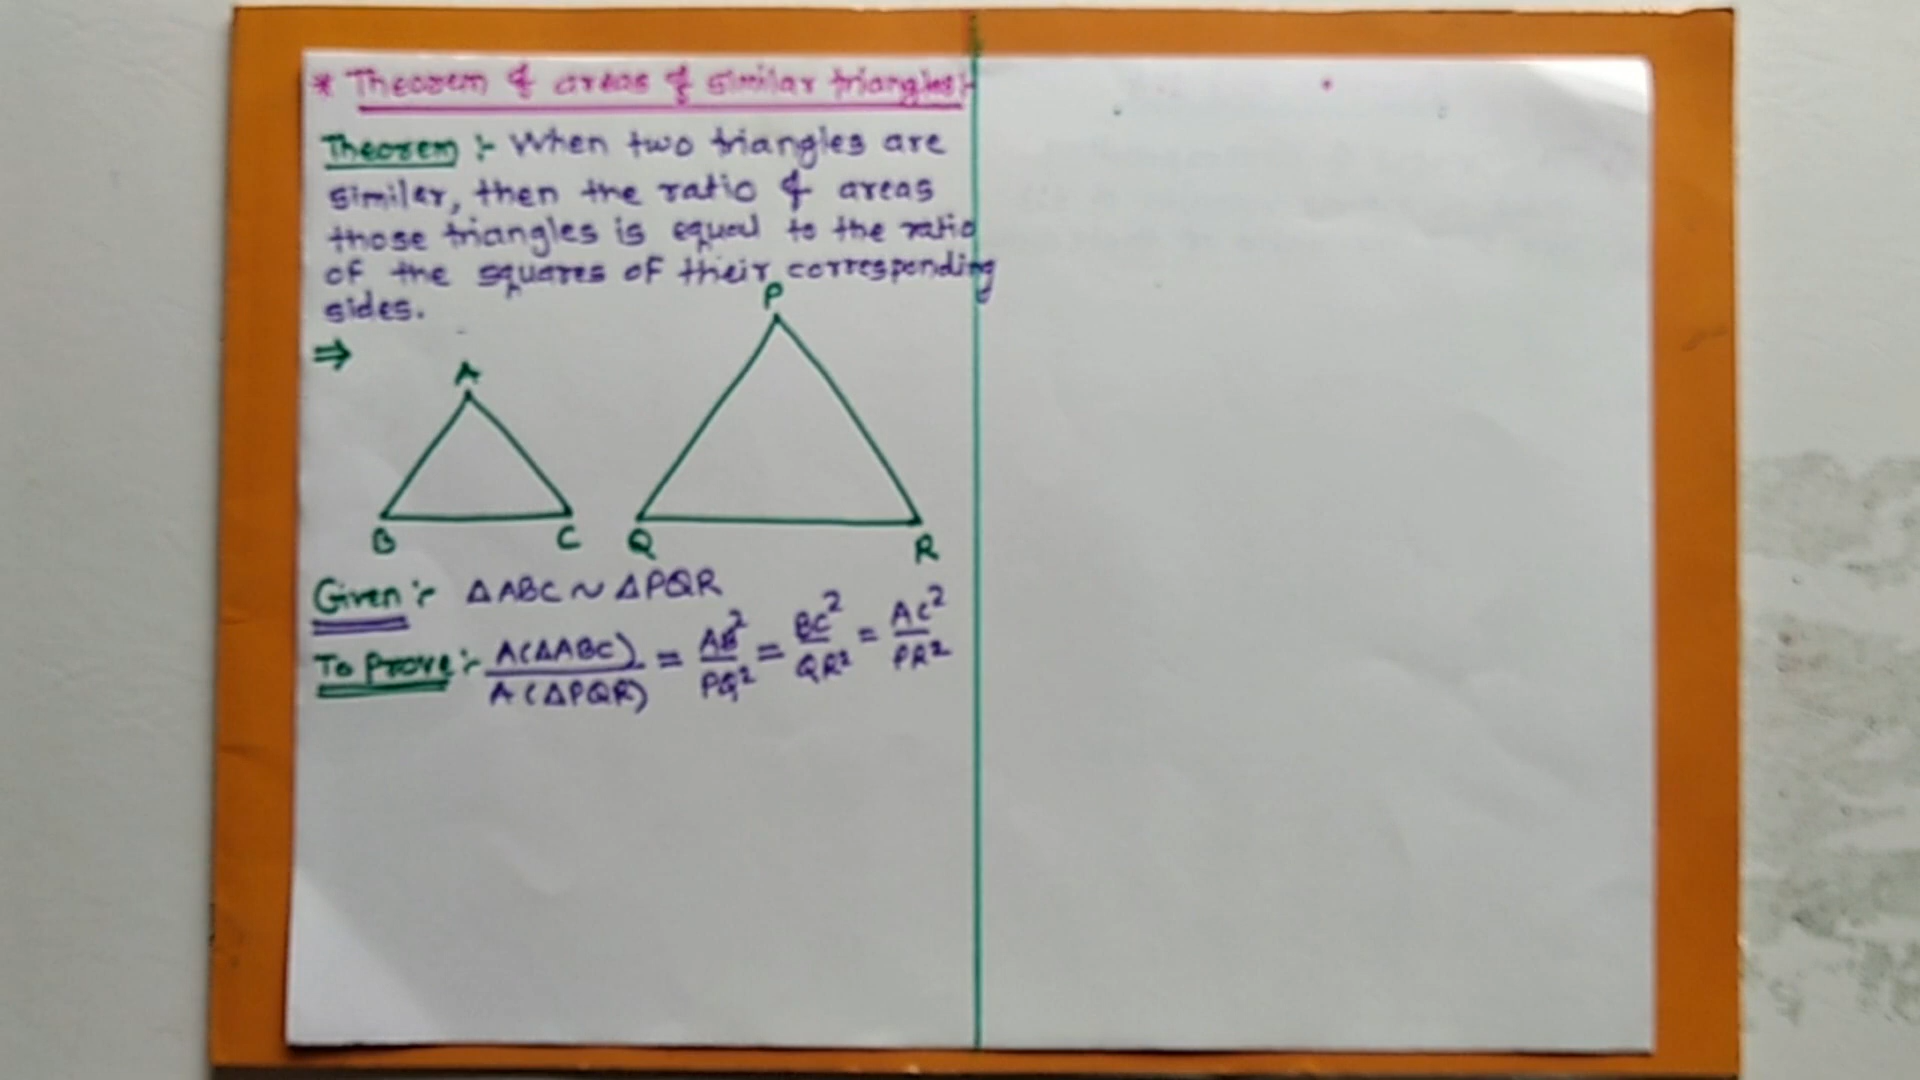 * Theorem of areas of similar triangles:-
Theorem :- When two triangles are
similer, then the ratio of areas
those triangles is equal to the ratio
of the squares of their corresponding
sides.
⇒
P
A
B C Q R
Given :- ΔABC ~ ΔPQR
To Prove :- A(ΔABC)/A(ΔPQR) = AB²/PQ² = BC²/QR² = AC²/PR²